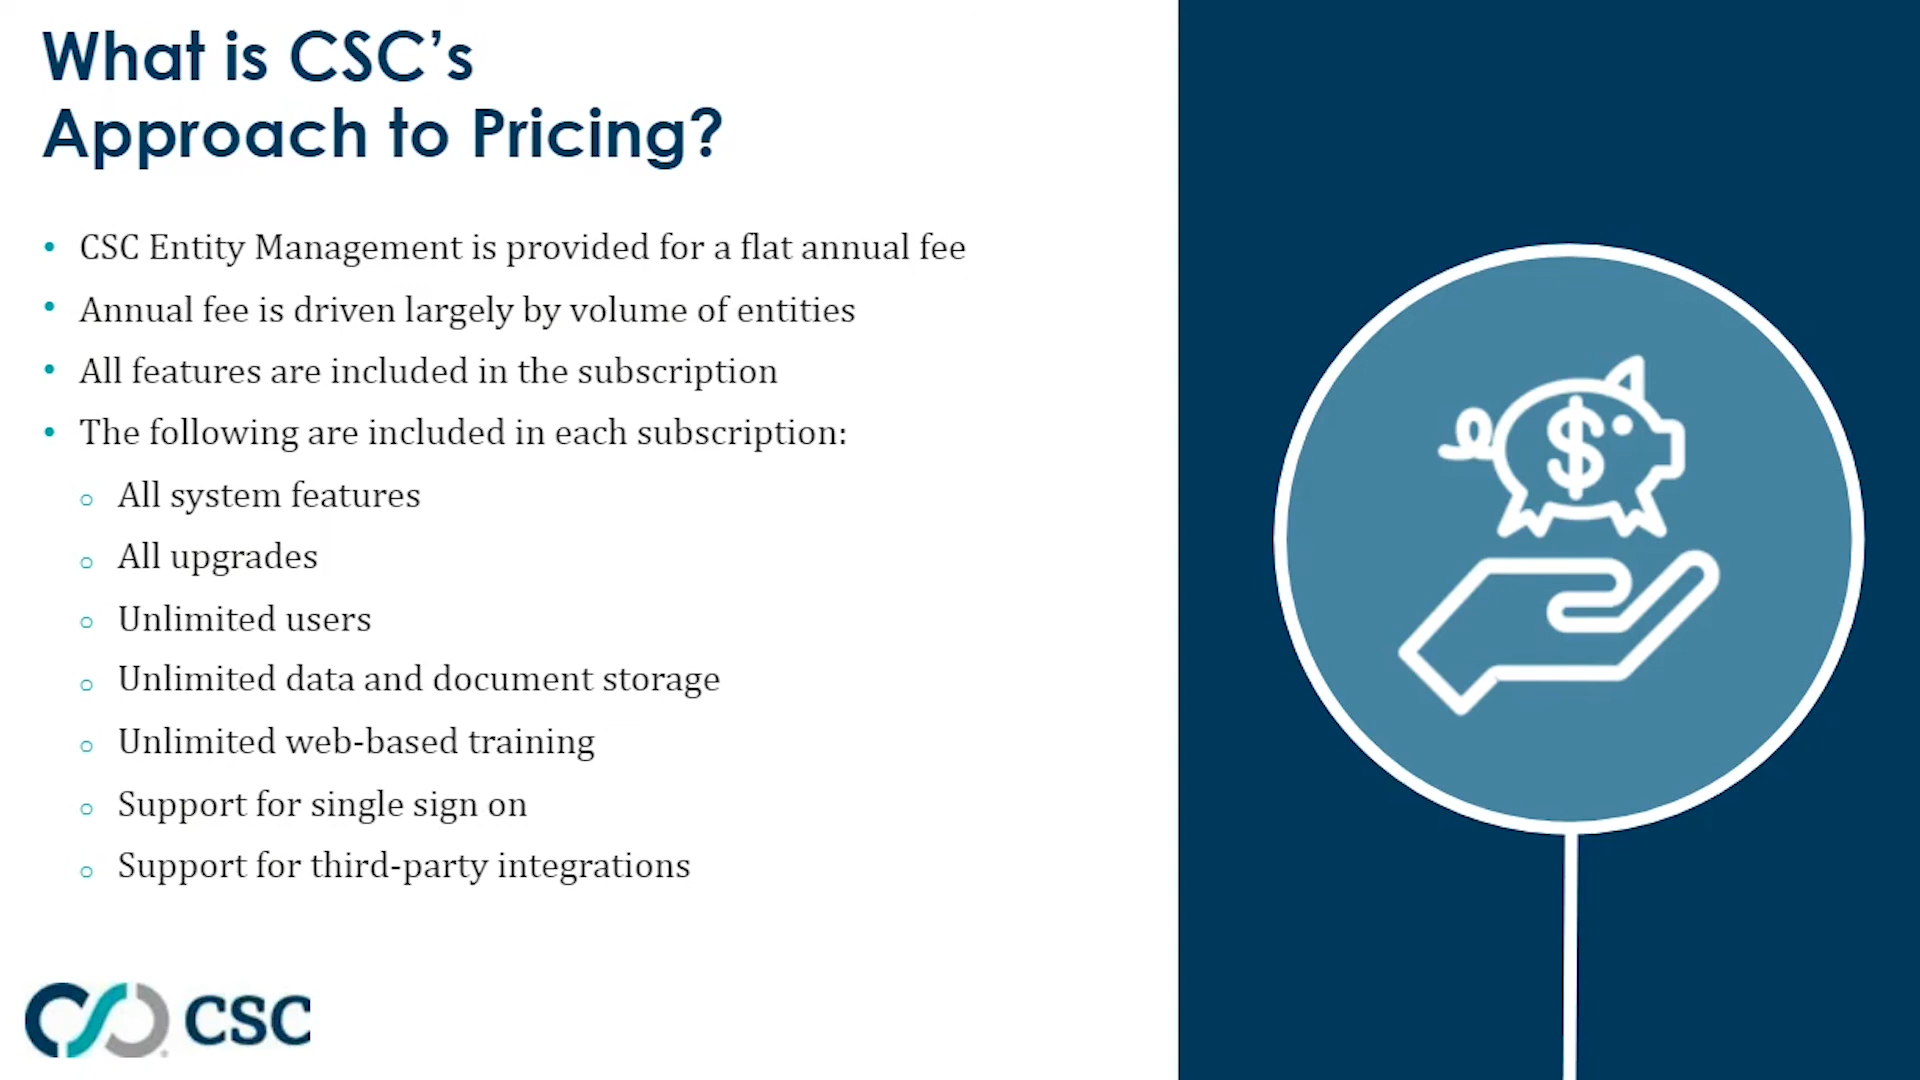 What is CSC’s
Approach to Pricing?
• CSC Entity Management is provided for a flat annual fee
• Annual fee is driven largely by volume of entities
• All features are included in the subscription
• The following are included in each subscription:
○ All system features
○ All upgrades
○ Unlimited users
○ Unlimited data and document storage
○ Unlimited web-based training
○ Support for single sign on
○ Support for third-party integrations
$
CSC